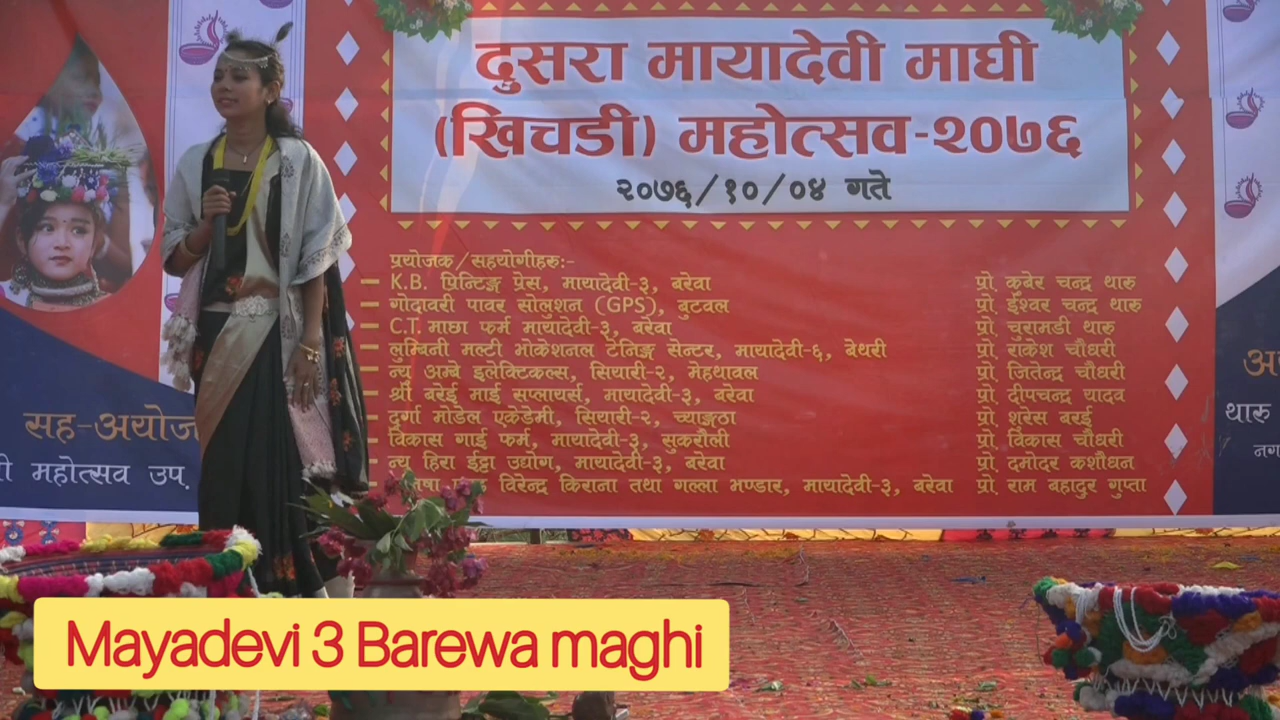 दुसरा मायादेवी माघी
(खिचडी) महोत्सव-२०७६
२०७६/१०/०४ गते
प्रयोजक/सहयोगीहरु:-
K.B. प्रिन्टिङ्ग प्रेस, मायादेवी-३, बरेवा प्रो. कुबेर चन्द्र थारु
गोदावरी पावर सोलुशन (GPS), बुटवल प्रो. ईश्वर चन्द्र थारु
C.T. माछा फर्म मायादेवी-३, बरेवा प्रो. चुरामडी थारु
लुम्बिनी मल्टी भोकेशनल टेनिङ्ग सेन्टर, मायादेवी-६, बेथरी प्रो. राकेश चौधरी
न्यू अम्बे इलेक्टिकल्स, सियारी-२, मेहथावल प्रो. जितेन्द्र चौधरी
श्री बरेई माई सप्लायर्स, मायादेवी-३, बरेवा प्रो. दीपचन्द्र यादव
दुर्गा मोडेल एकेडेमी, सियारी-२, च्याङ्गठा प्रो. शुरेस बरई
विकास गाई फर्म, मायादेवी-३, सुकरौली प्रो. विकास चौधरी
न्यू हिरा ईट्टा उद्योग, मायादेवी-३, बरेवा प्रो. दमोदर कशौधन
विरेन्द्र किराना तथा गल्ला भण्डार, मायादेवी-३, बरेवा प्रो. राम बहादुर गुप्ता
सह-अयोज
महोत्सव उप.
थारु
नग
Mayadevi 3 Barewa maghi